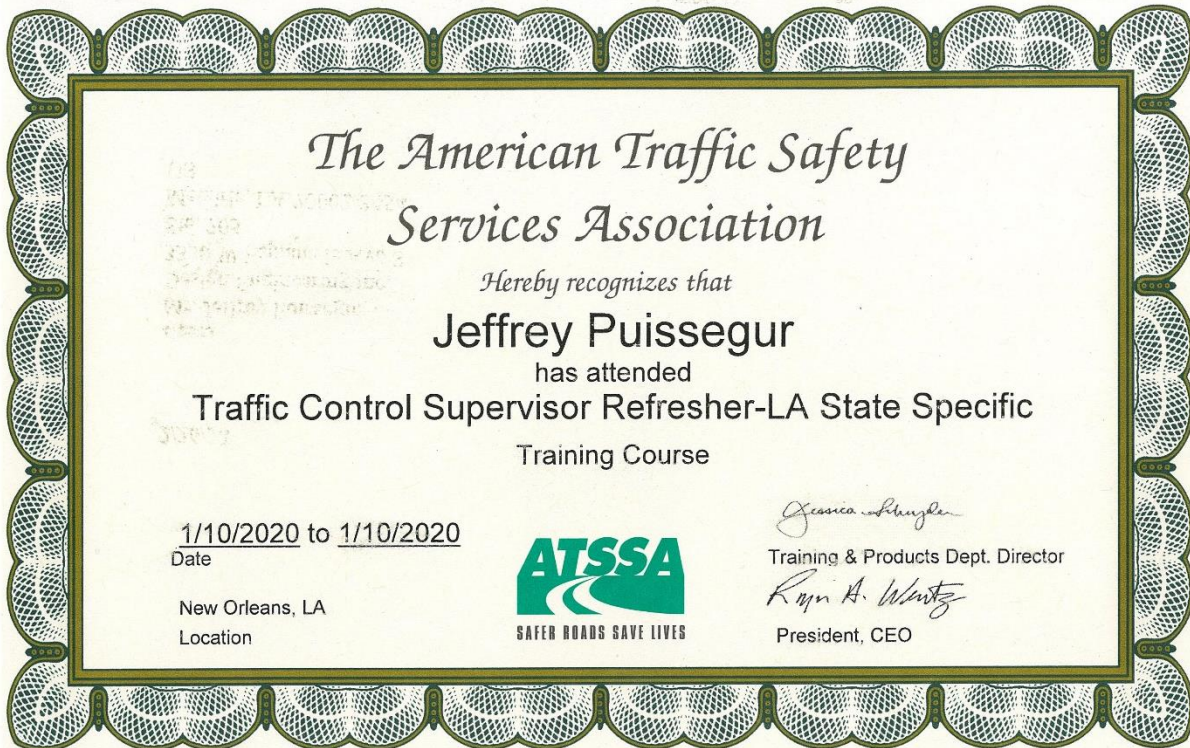 The American Traffic Safety
Services Association
Hereby recognizes that
Jeffrey Puissegur
has attended
Traffic Control Supervisor Refresher-LA State Specific
Training Course
1/10/2020 to 1/10/2020
Date
New Orleans, LA
Location
ATSSA
SAFER ROADS SAVE LIVES
Training & Products Dept. Director
President, CEO